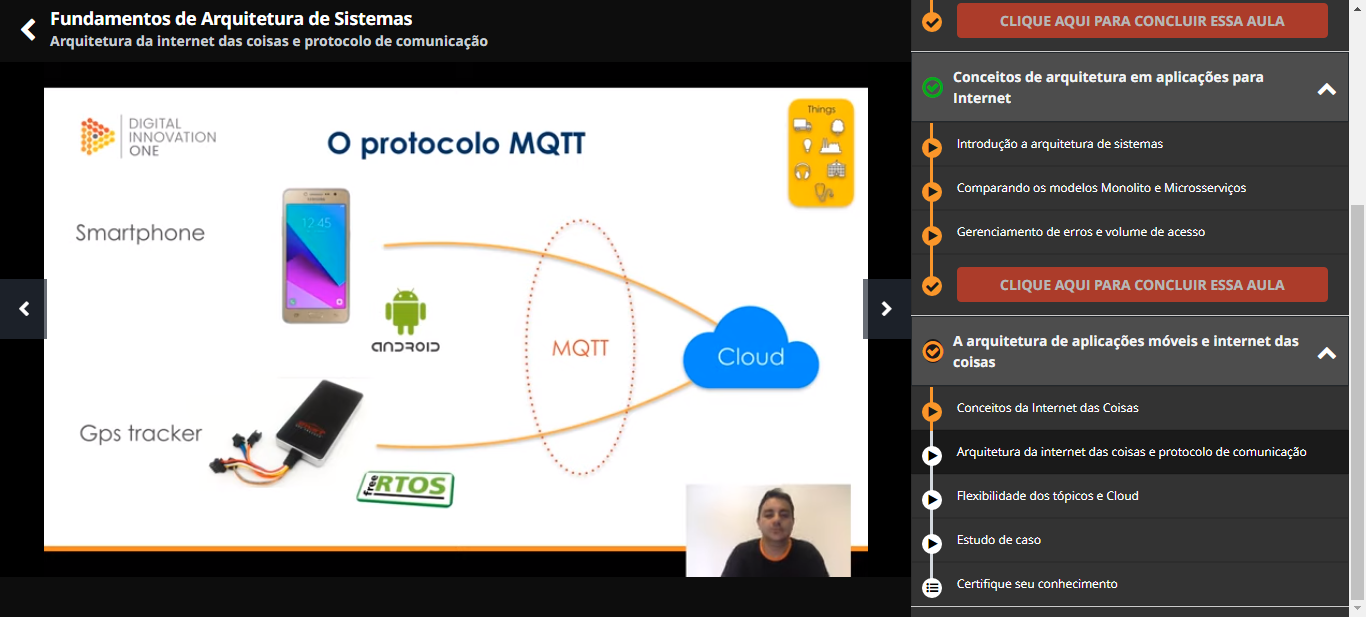 Fundamentos de Arquitetura de Sistemas
Arquitetura da internet das coisas e protocolo de comunicação
DIGITAL
INNOVATION
ONE
O protocolo MQTT
Things
Smartphone
SAMSUNG
12:45
ANDROID
MQTT
Cloud
Gps tracker
free RTOS
CLIQUE AQUI PARA CONCLUIR ESSA AULA
Conceitos de arquitetura em aplicações para
Internet
Introdução a arquitetura de sistemas
Comparando os modelos Monolito e Microsserviços
Gerenciamento de erros e volume de acesso
CLIQUE AQUI PARA CONCLUIR ESSA AULA
A arquitetura de aplicações móveis e internet das
coisas
Conceitos da Internet das Coisas
Arquitetura da internet das coisas e protocolo de comunicação
Flexibilidade dos tópicos e Cloud
Estudo de caso
Certifique seu conhecimento